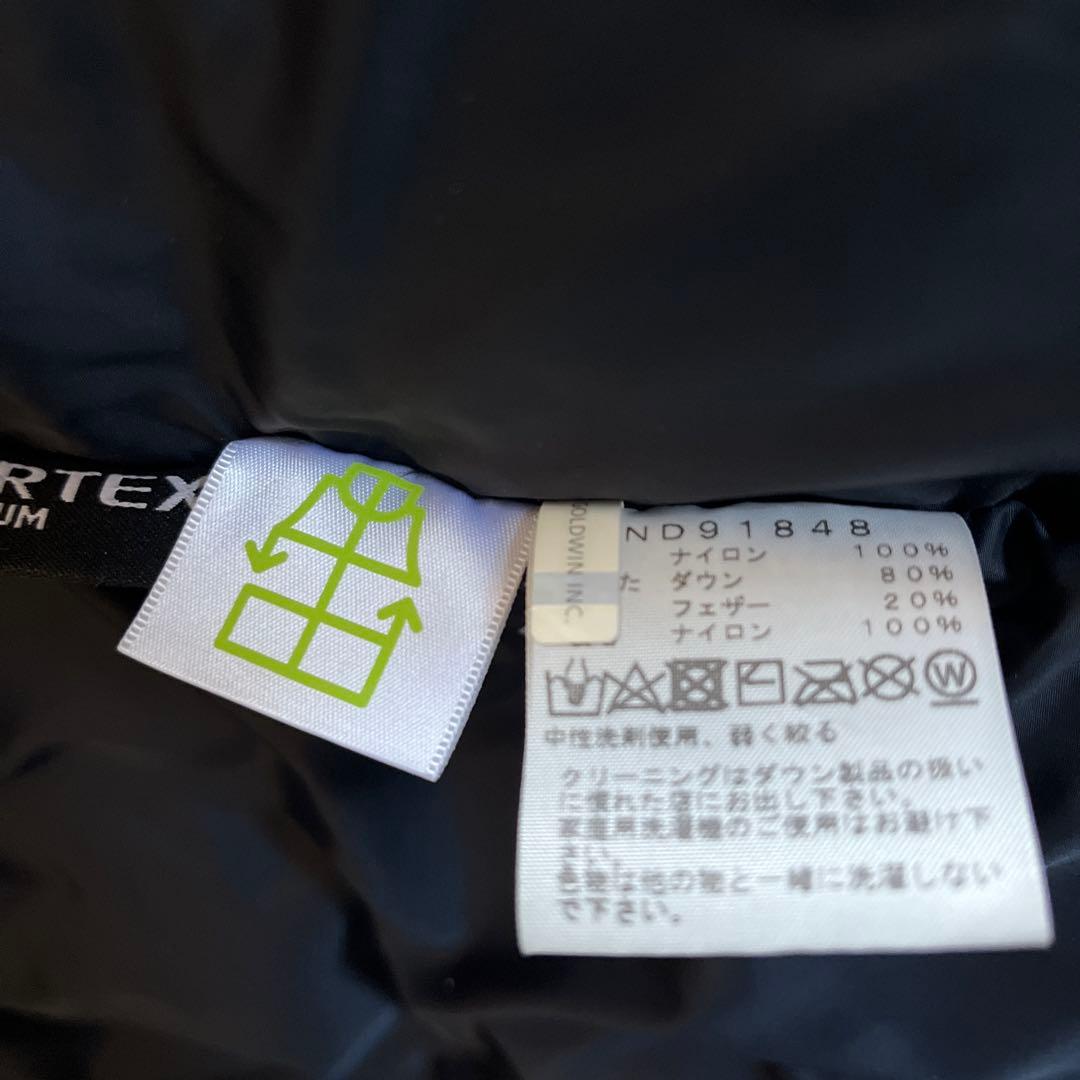 RTEX
UM
GOLDWIN INC.
ND91848
ナイロン 100%
た ダウン 80%
フェザー 20%
ナイロン 100%
W
中性洗剤使用、弱く絞る
クリーニングはダウン製品の扱い
に慣れた店にお出し下さい。
家庭用洗濯機のご使用はお避け下
さい。
色物は他の物と一緒に洗濯しない
で下さい。